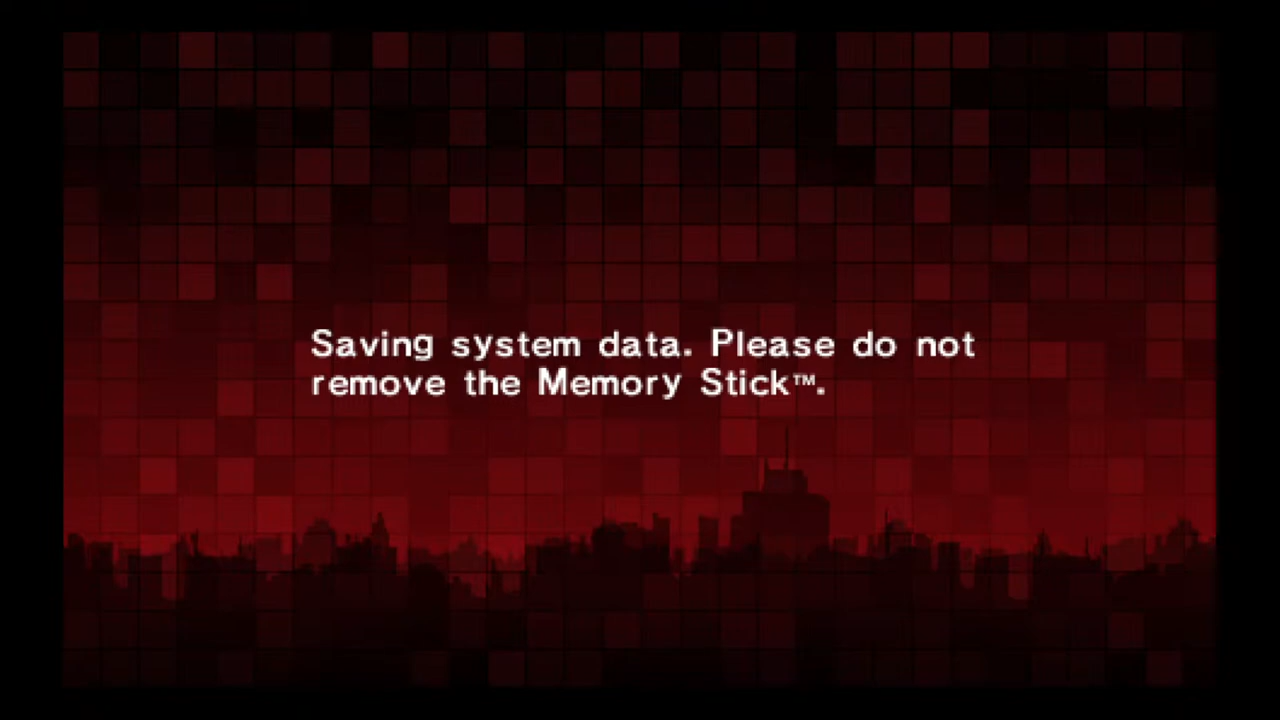 Saving system data. Please do not
remove the Memory Stick™.